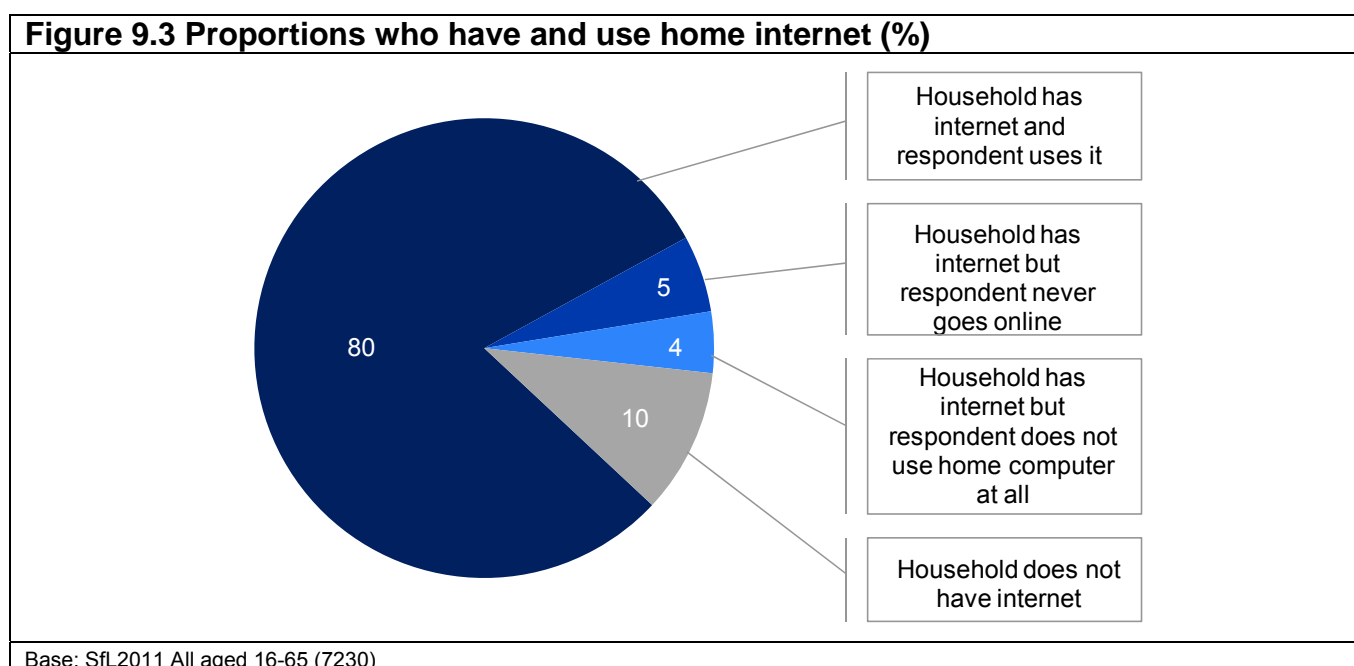 Figure 9.3 Proportions who have and use home internet (%)
Household has
internet and
respondent uses it
Household has
internet but
respondent never
goes online
Household has
internet but
respondent does not
use home computer
at all
Household does not
have internet
80
5
4
10
Base: SfL2011 All aged 16-65 (7230)